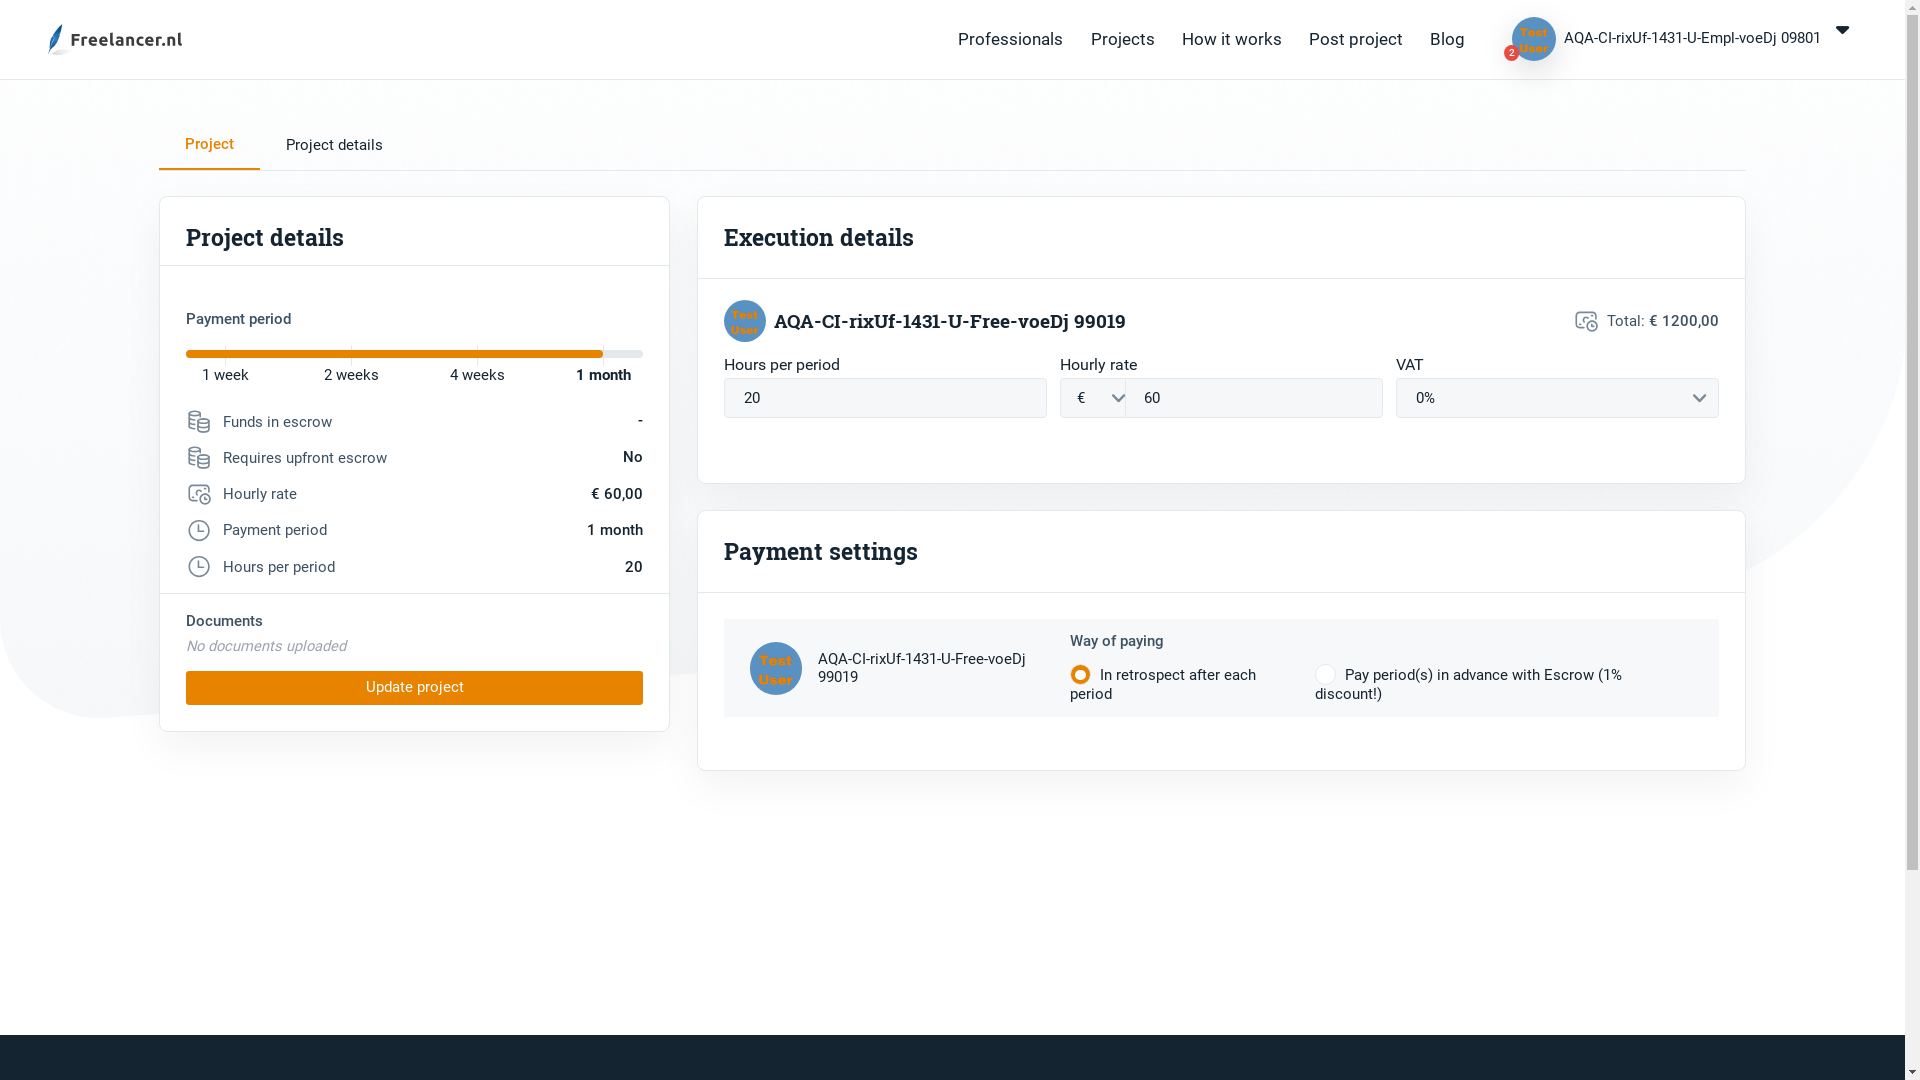 Freelancer.nl
Professionals
Projects
How it works
Post project
Blog
Test User
2
AQA-CI-rixUf-1431-U-Empl-voeDj 09801
Project
Project details
Project details
Payment period
1 week
2 weeks
4 weeks
1 month
Funds in escrow
-
Requires upfront escrow
No
Hourly rate
€ 60,00
Payment period
1 month
Hours per period
20
Documents
No documents uploaded
Update project
Execution details
Test User
AQA-CI-rixUf-1431-U-Free-voeDj 99019
Total: € 1200,00
Hours per period
Hourly rate
VAT
20
€
60
0%
Payment settings
Test User
AQA-CI-rixUf-1431-U-Free-voeDj
99019
Way of paying
In retrospect after each
period
Pay period(s) in advance with Escrow (1%
discount!)